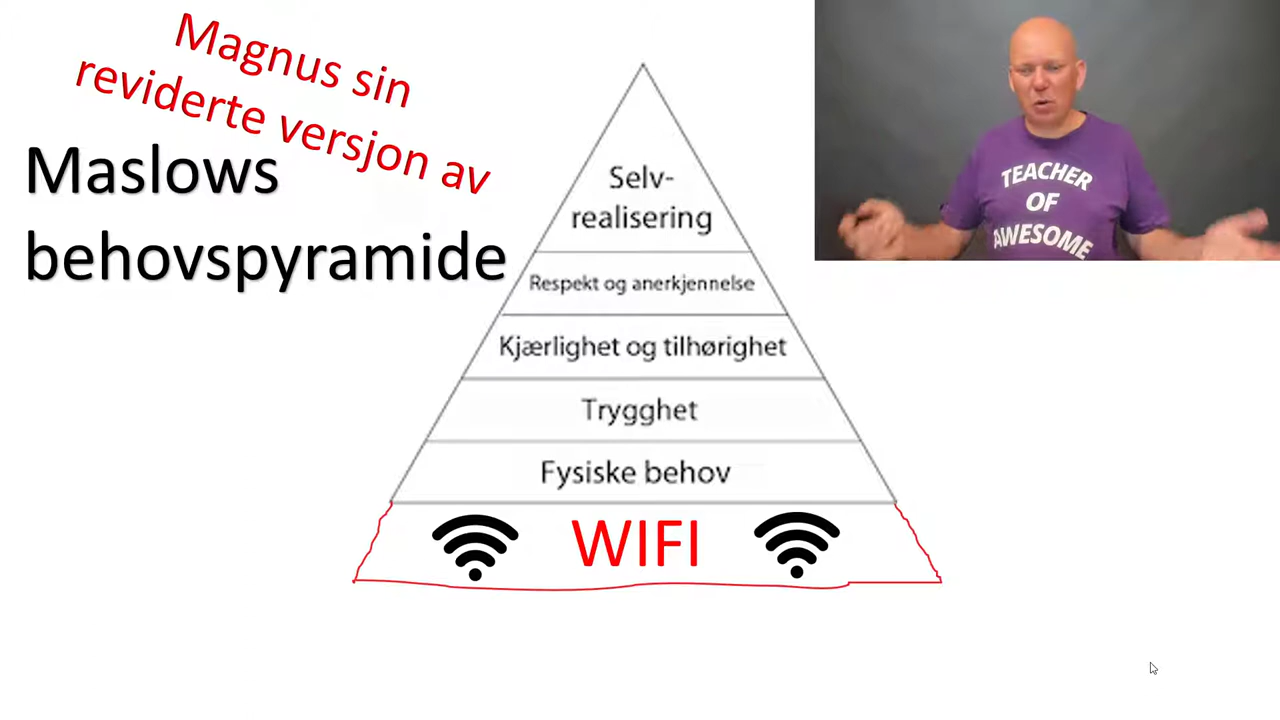 Magnus sin
reviderte versjon av
Maslows
behovspyramide
Selv-
realisering
Respekt og anerkjennelse
Kjærlighet og tilhørighet
Trygghet
Fysiske behov
WIFI
TEACHER
OF
AWESOME